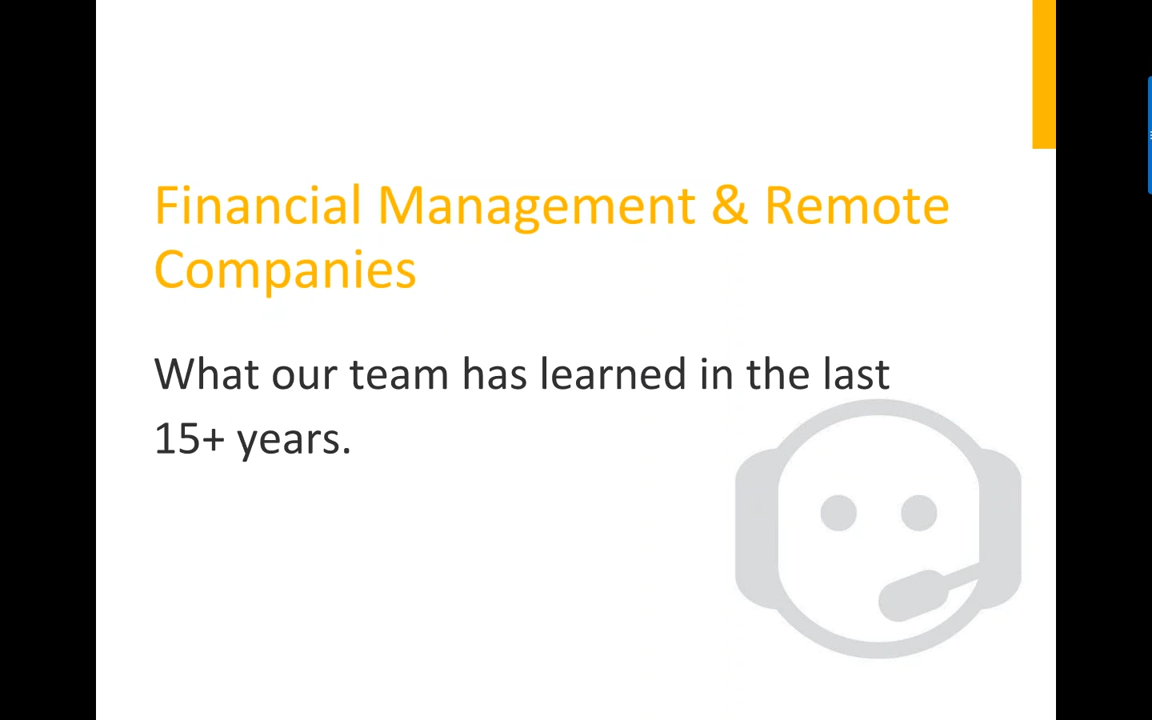 Financial Management & Remote
Companies
What our team has learned in the last
15+ years.